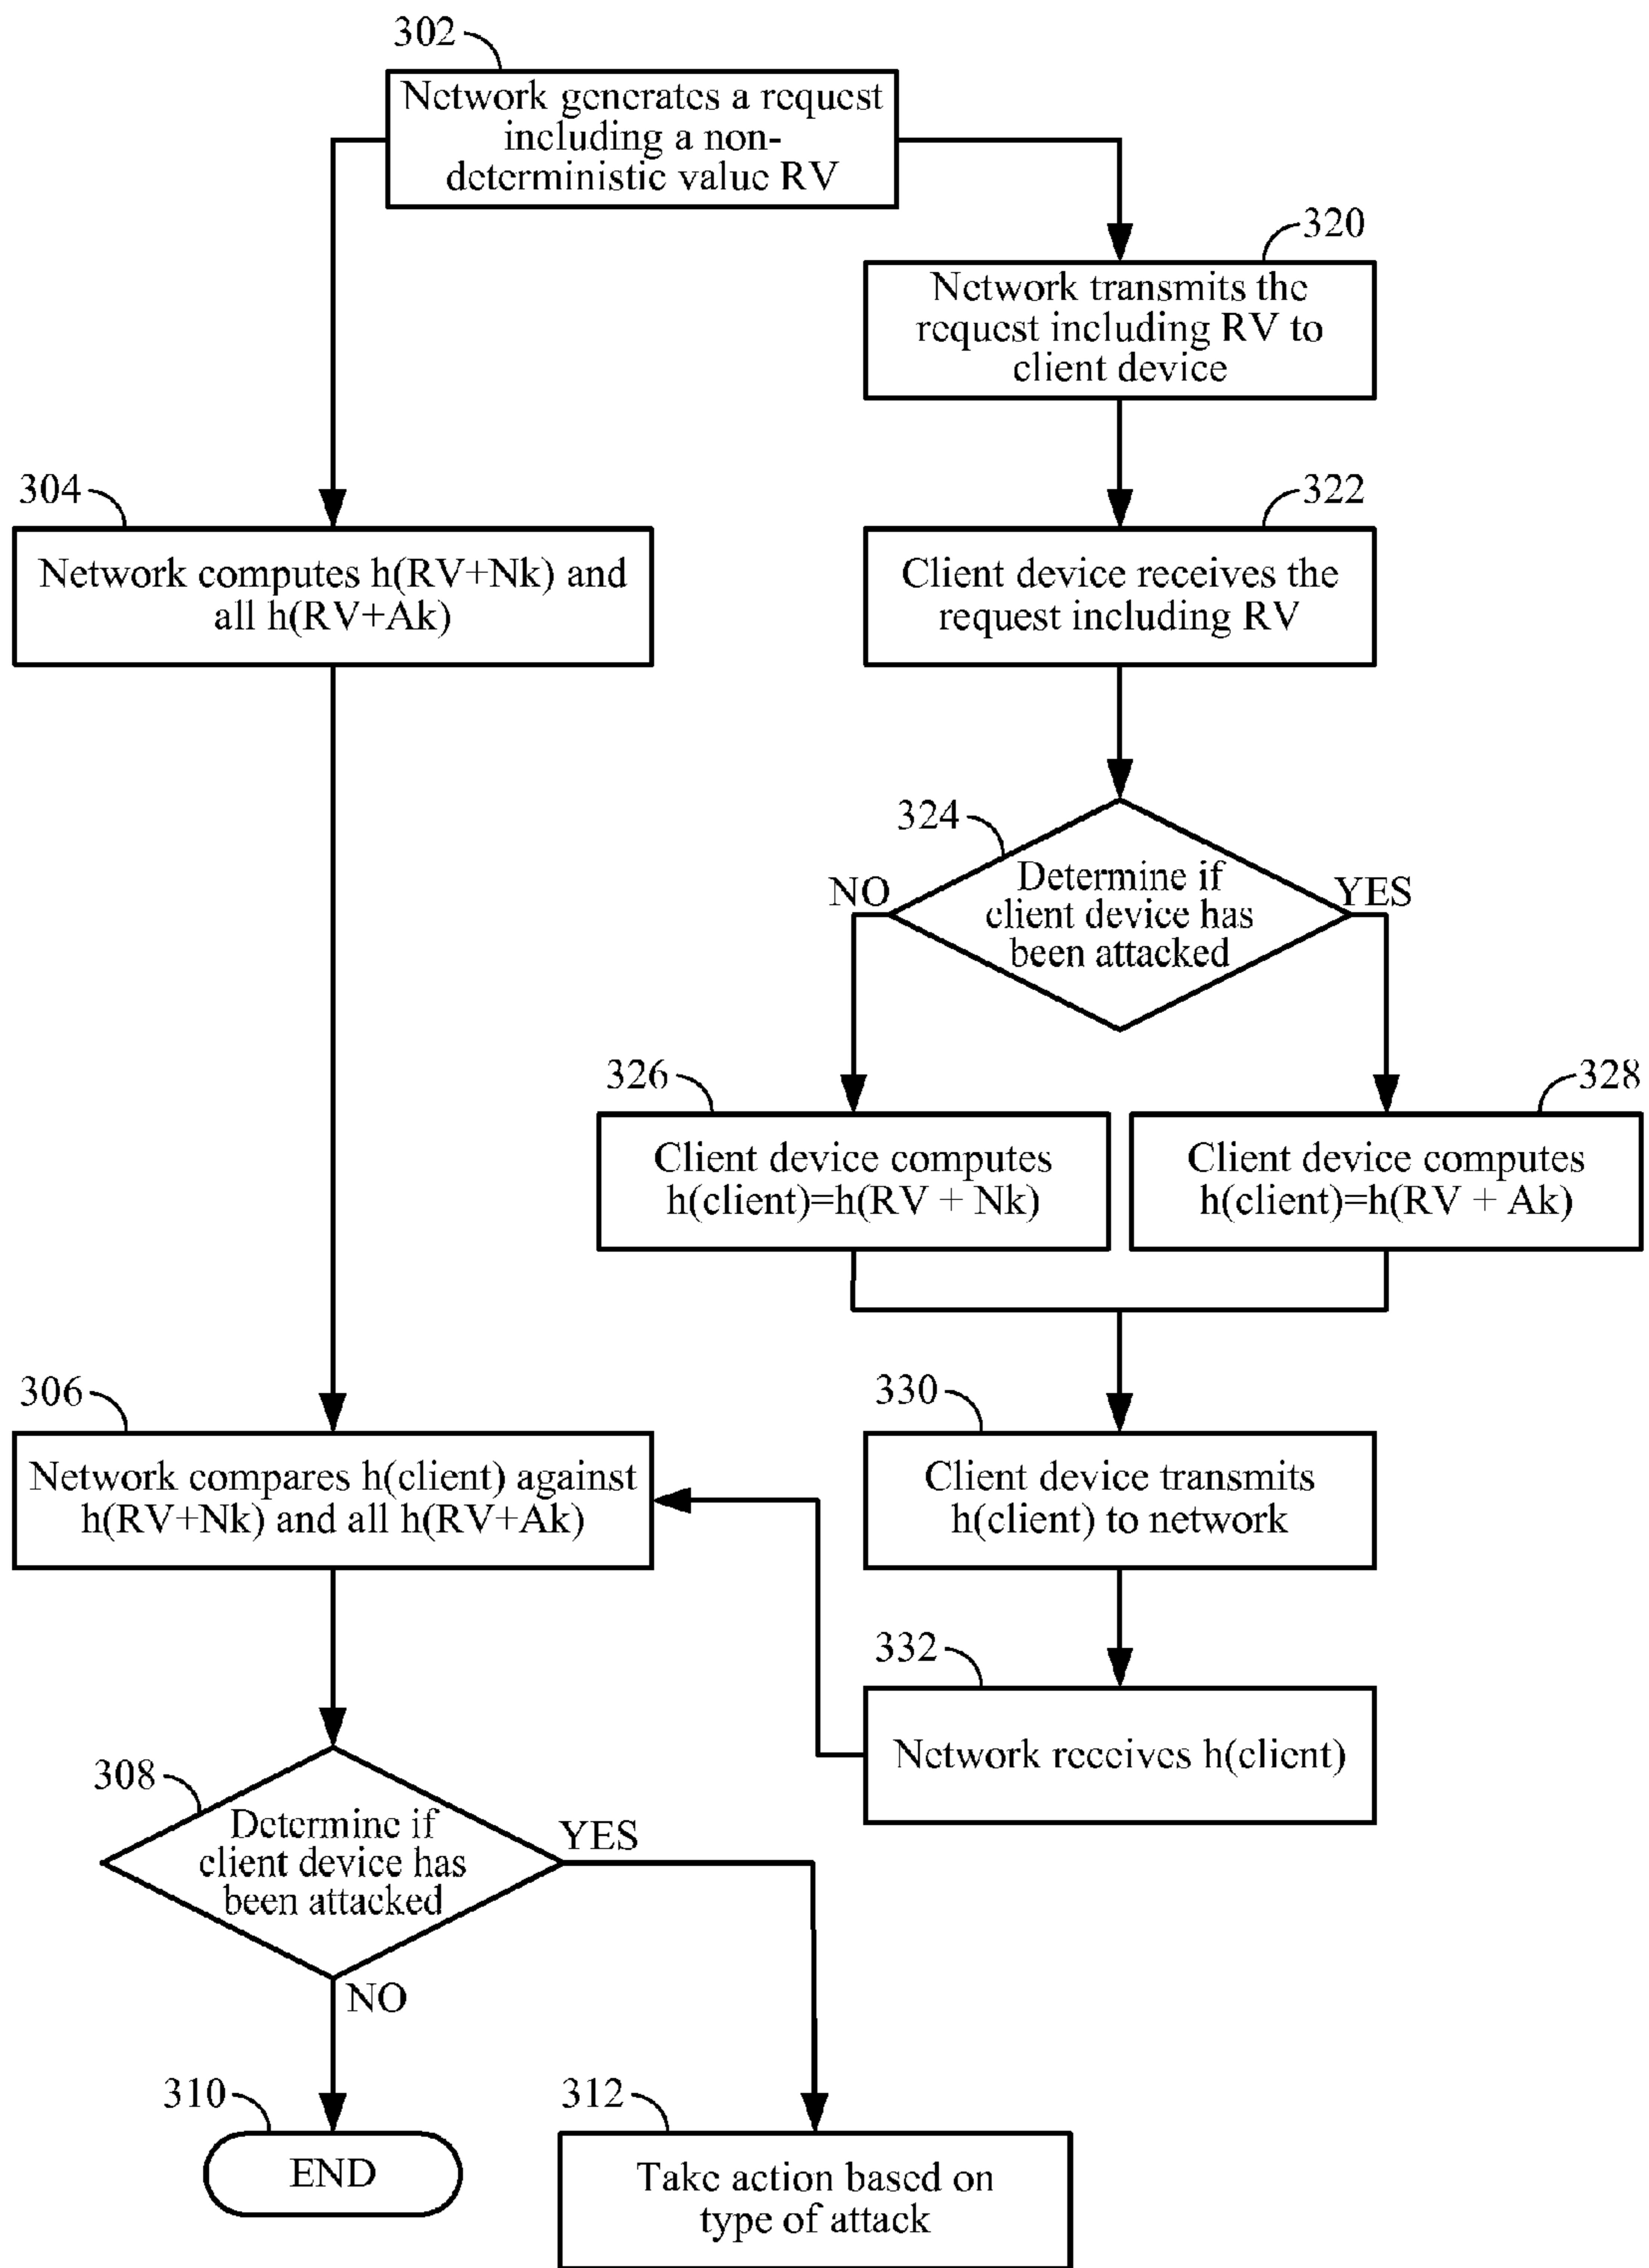 302
Network generates a request
including a non-
deterministic value RV
320
Network transmits the
request including RV to
client device
304
Network computes h(RV+Nk) and
all h(RV+Ak)
322
Client device receives the
request including RV
324
Determine if
client device has
been attacked
NO
YES
326
Client device computes
h(client)=h(RV + Nk)
328
Client device computes
h(client)=h(RV + Ak)
306
Network compares h(client) against
h(RV+Nk) and all h(RV+Ak)
330
Client device transmits
h(client) to network
332
Network receives h(client)
308
Determine if
client device has
been attacked
YES
NO
310
END
312
Take action based on
type of attack